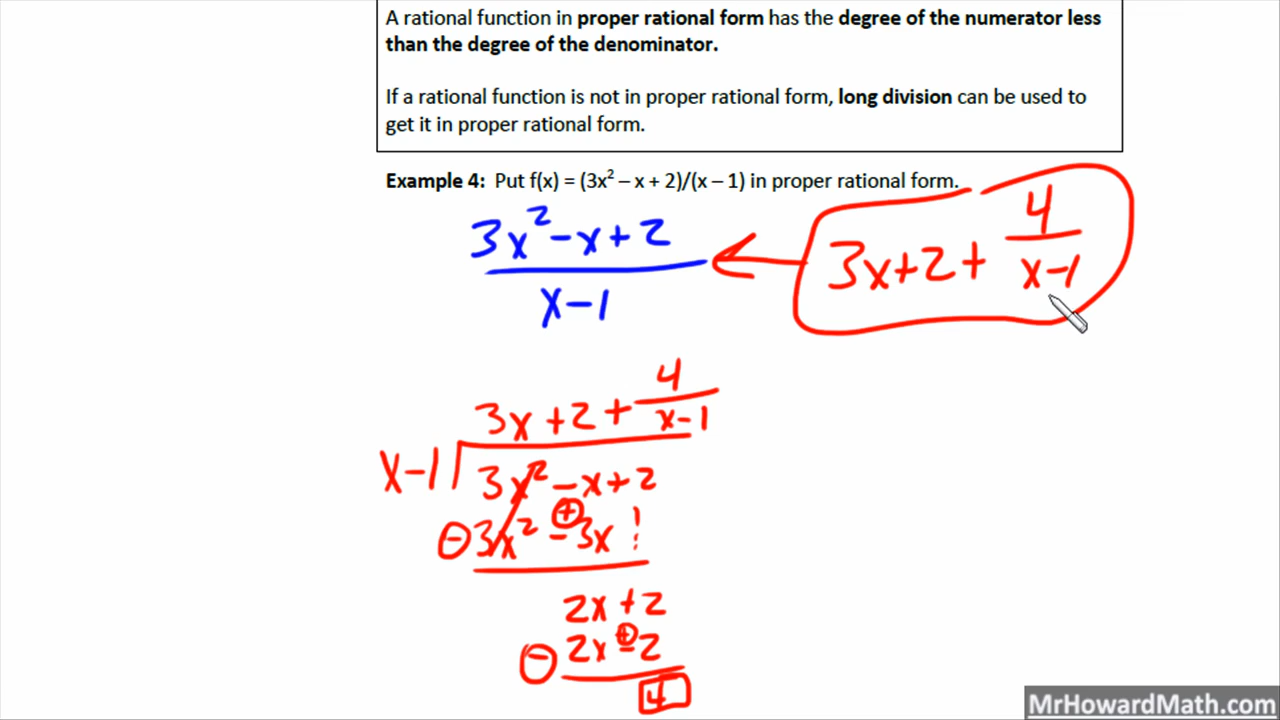 A rational function in proper rational form has the degree of the numerator less
than the degree of the denominator.
If a rational function is not in proper rational form, long division can be used to
get it in proper rational form.
Example 4: Put f(x) = (3x² – x + 2)/(x – 1) in proper rational form.
3x² - x + 2
x - 1
3x + 2 + 4
x - 1
3x + 2 + 4
x - 1
x - 1 3x² - x + 2
⊖ 3x² - ⊕ 3x
2x + 2
⊖ 2x - ⊕ 2
4
MrHowardMath.com